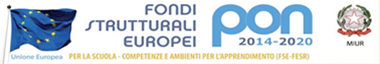 FONDI
STRUTTURALI
EUROPEI
pon
2014-2020
MIUR
Unione Europea
PER LA SCUOLA - COMPETENZE E AMBIENTI PER L'APPRENDIMENTO (FSE-FESR)